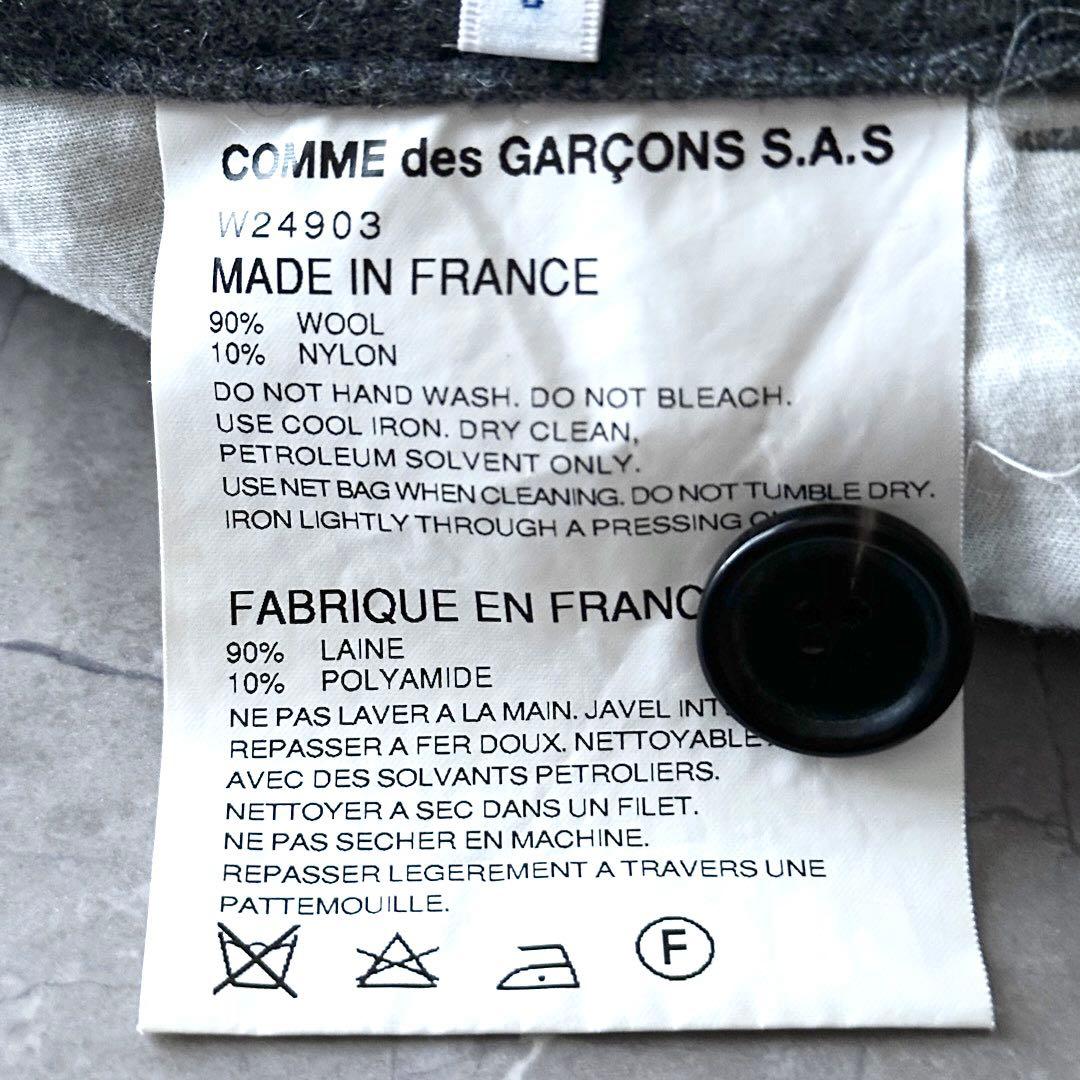 COMME des GARÇONS S.A.S
W24903
MADE IN FRANCE
90% WOOL
10% NYLON
DO NOT HAND WASH. DO NOT BLEACH.
USE COOL IRON. DRY CLEAN,
PETROLEUM SOLVENT ONLY.
USE NET BAG WHEN CLEANING. DO NOT TUMBLE DRY.
IRON LIGHTLY THROUGH A PRESSING
FABRIQUE EN FRANC
90% LAINE
10% POLYAMIDE
NE PAS LAVER A LA MAIN. JAVEL
REPASSER A FER DOUX. NETTOYABLE
AVEC DES SOLVANTS PETROLIERS.
NETTOYER A SEC DANS UN FILET.
NE PAS SECHER EN MACHINE.
REPASSER LEGEREMENT A TRAVERS UNE
PATTEMOUILLE.
F